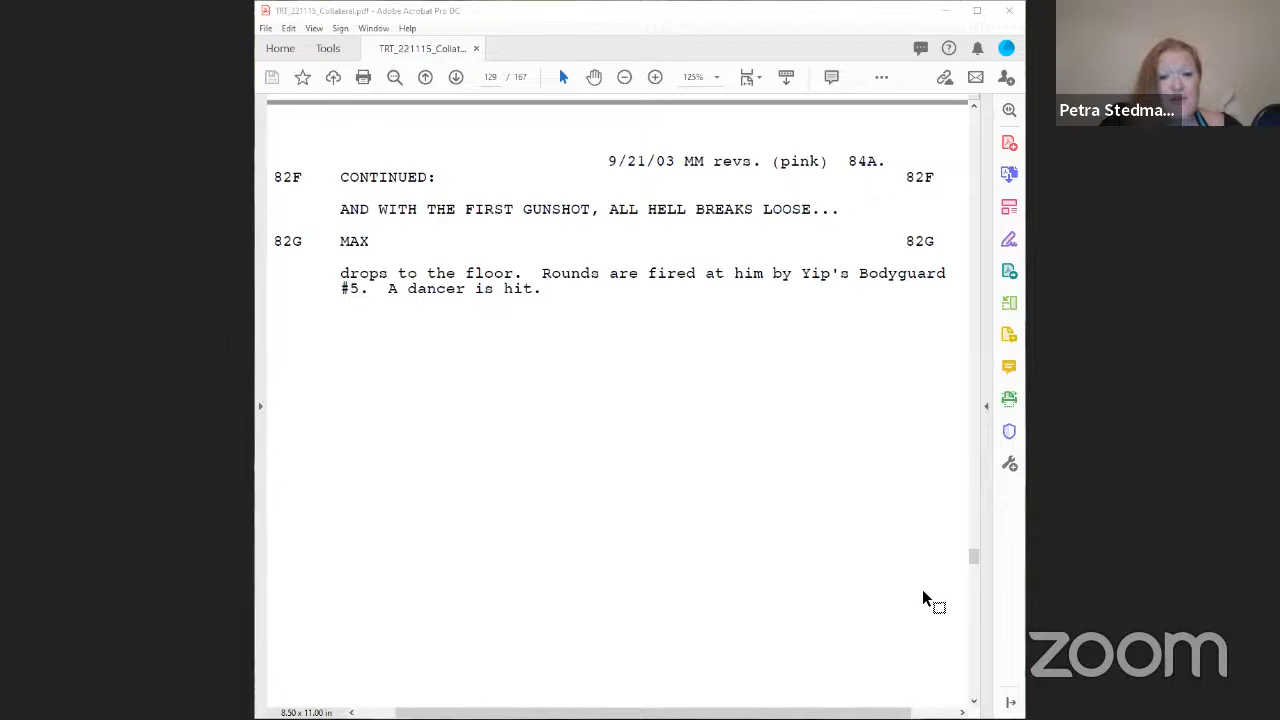 TRT_221115_Collateral.pdf - Adobe Acrobat Pro DC
File Edit View Sign Window Help
Home Tools TRT_221115_Collat... ×
129 / 167 125%
Petra Stedma...
9/21/03 MM revs. (pink) 84A.
82F CONTINUED: 82F
AND WITH THE FIRST GUNSHOT, ALL HELL BREAKS LOOSE...
82G MAX 82G
drops to the floor. Rounds are fired at him by Yip's Bodyguard
#5. A dancer is hit.
zoom
8.50 x 11.00 in